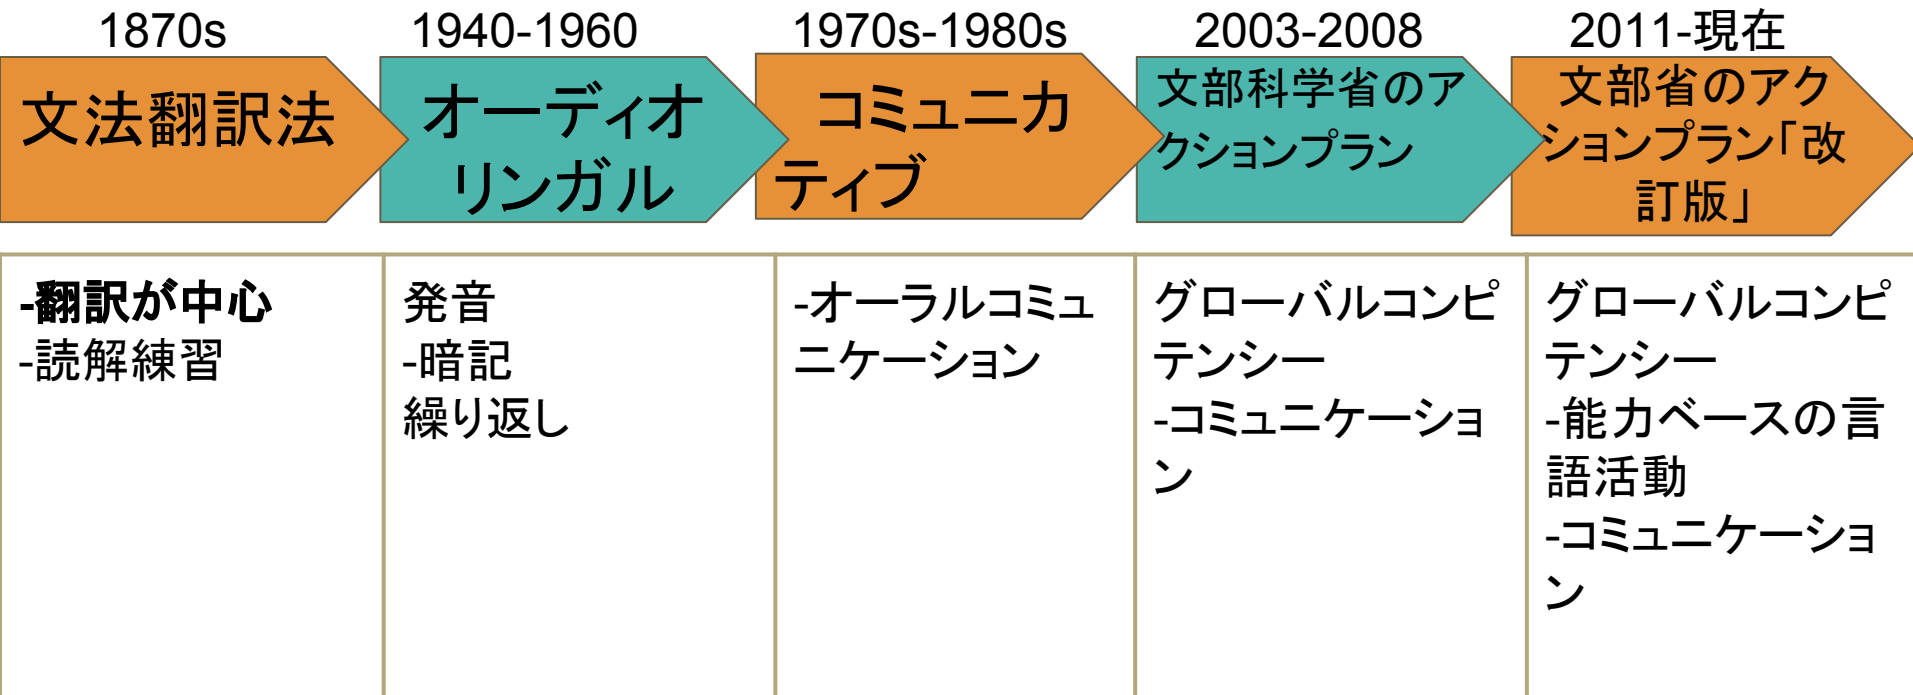 1870s
1940-1960
1970s-1980s
2003-2008
2011-現在
文法翻訳法
オーディオ
リンガル
コミュニカ
ティブ
文部科学省のア
クションプラン
文部省のアク
ションプラン「改
訂版」
-翻訳が中心
-読解練習
発音
-暗記
繰り返し
-オーラルコミュ
ニケーション
グローバルコンピ
テンシー
-コミュニケーショ
ン
グローバルコンピ
テンシー
-能力ベースの言
語活動
-コミュニケーショ
ン